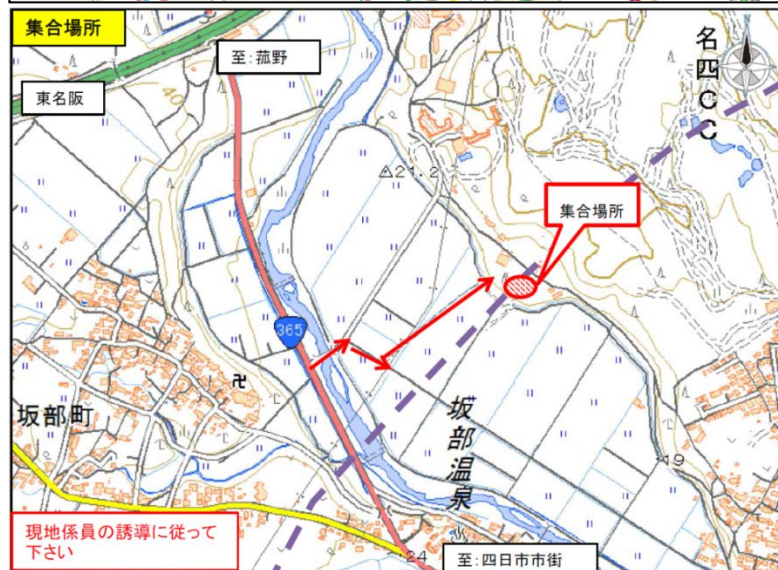 集合場所
至：菰野
東名阪
名四CC
△21.2
40
集合場所
365
卍
坂部町
坂部温泉
19
現地係員の誘導に従って
下さい
24
至：四日市市街